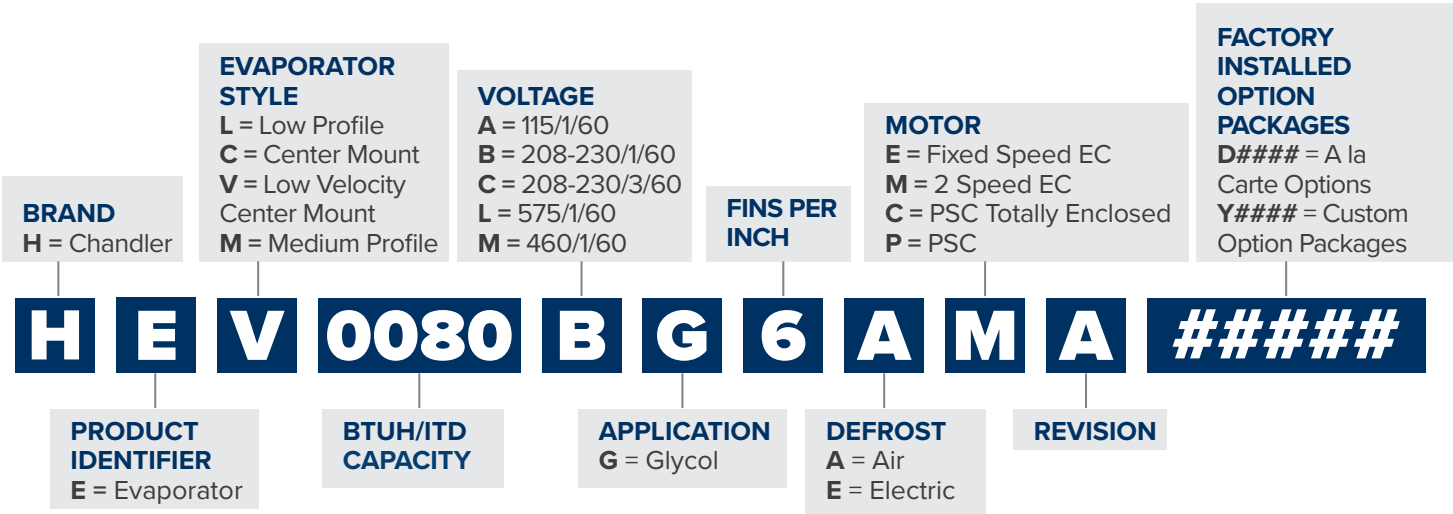 BRAND
H = Chandler
EVAPORATOR
STYLE
L = Low Profile
C = Center Mount
V = Low Velocity
Center Mount
M = Medium Profile
VOLTAGE
A = 115/1/60
B = 208-230/1/60
C = 208-230/3/60
L = 575/1/60
M = 460/1/60
FINS PER
INCH
MOTOR
E = Fixed Speed EC
M = 2 Speed EC
C = PSC Totally Enclosed
P = PSC
FACTORY
INSTALLED
OPTION
PACKAGES
D#### = A la
Carte Options
Y#### = Custom
Option Packages
H E V 0080 B G 6 A M A #####
PRODUCT
IDENTIFIER
E = Evaporator
BTUH/ITD
CAPACITY
APPLICATION
G = Glycol
DEFROST
A = Air
E = Electric
REVISION